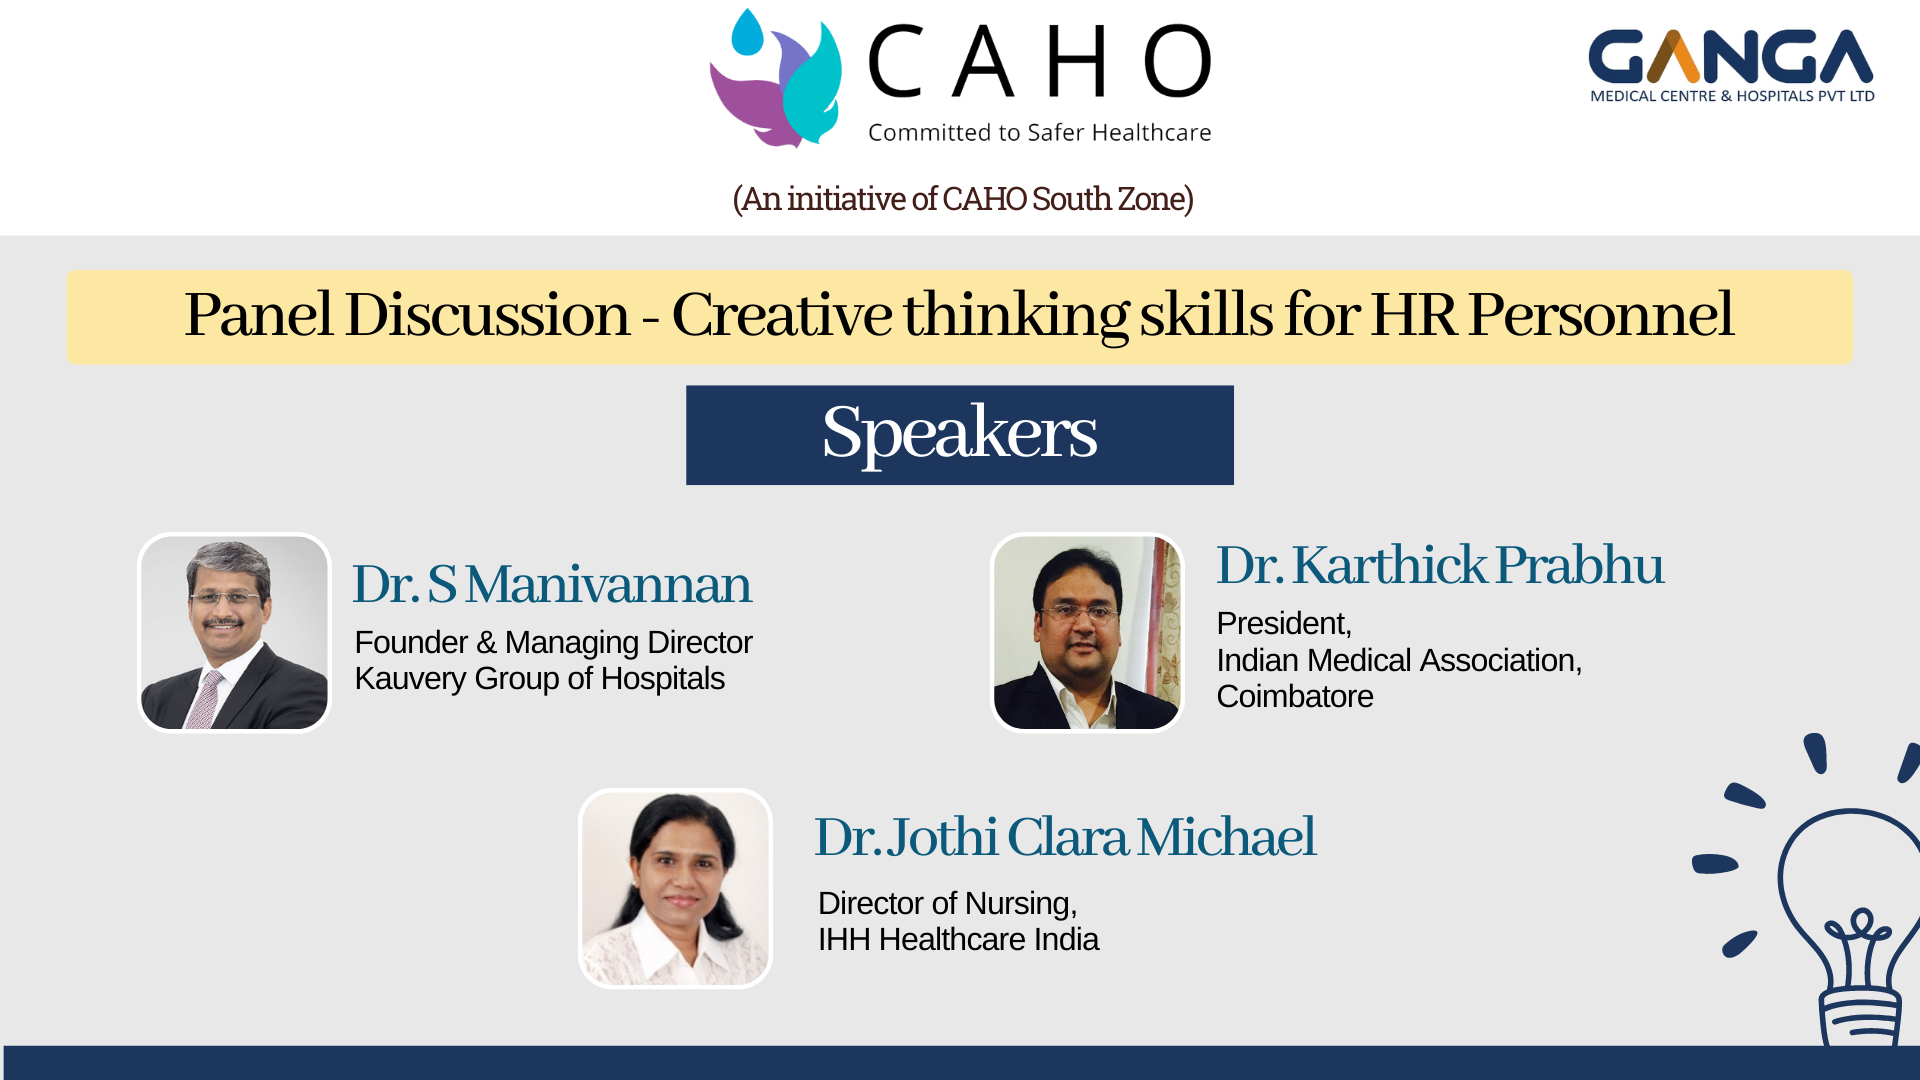 CAHO
Committed to Safer Healthcare
GANGA
MEDICAL CENTRE & HOSPITALS PVT LTD
(An initiative of CAHO South Zone)
Panel Discussion - Creative thinking skills for HR Personnel
Speakers
Dr. S Manivannan
Founder & Managing Director
Kauvery Group of Hospitals
Dr. Karthick Prabhu
President,
Indian Medical Association,
Coimbatore
Dr. Jothi Clara Michael
Director of Nursing,
IHH Healthcare India